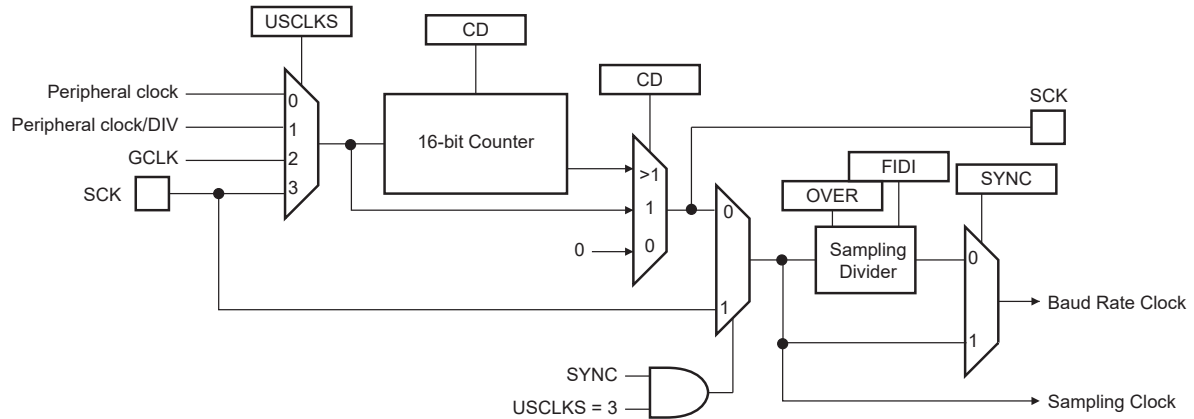 USCLKS
CD
CD
Peripheral clock
Peripheral clock/DIV
GCLK
SCK
0
1
2
3
16-bit Counter
>1
1
0
0
SCK
0
1
FIDI
OVER
SYNC
Sampling
Divider
0
1
Baud Rate Clock
SYNC
USCLKS = 3
Sampling Clock